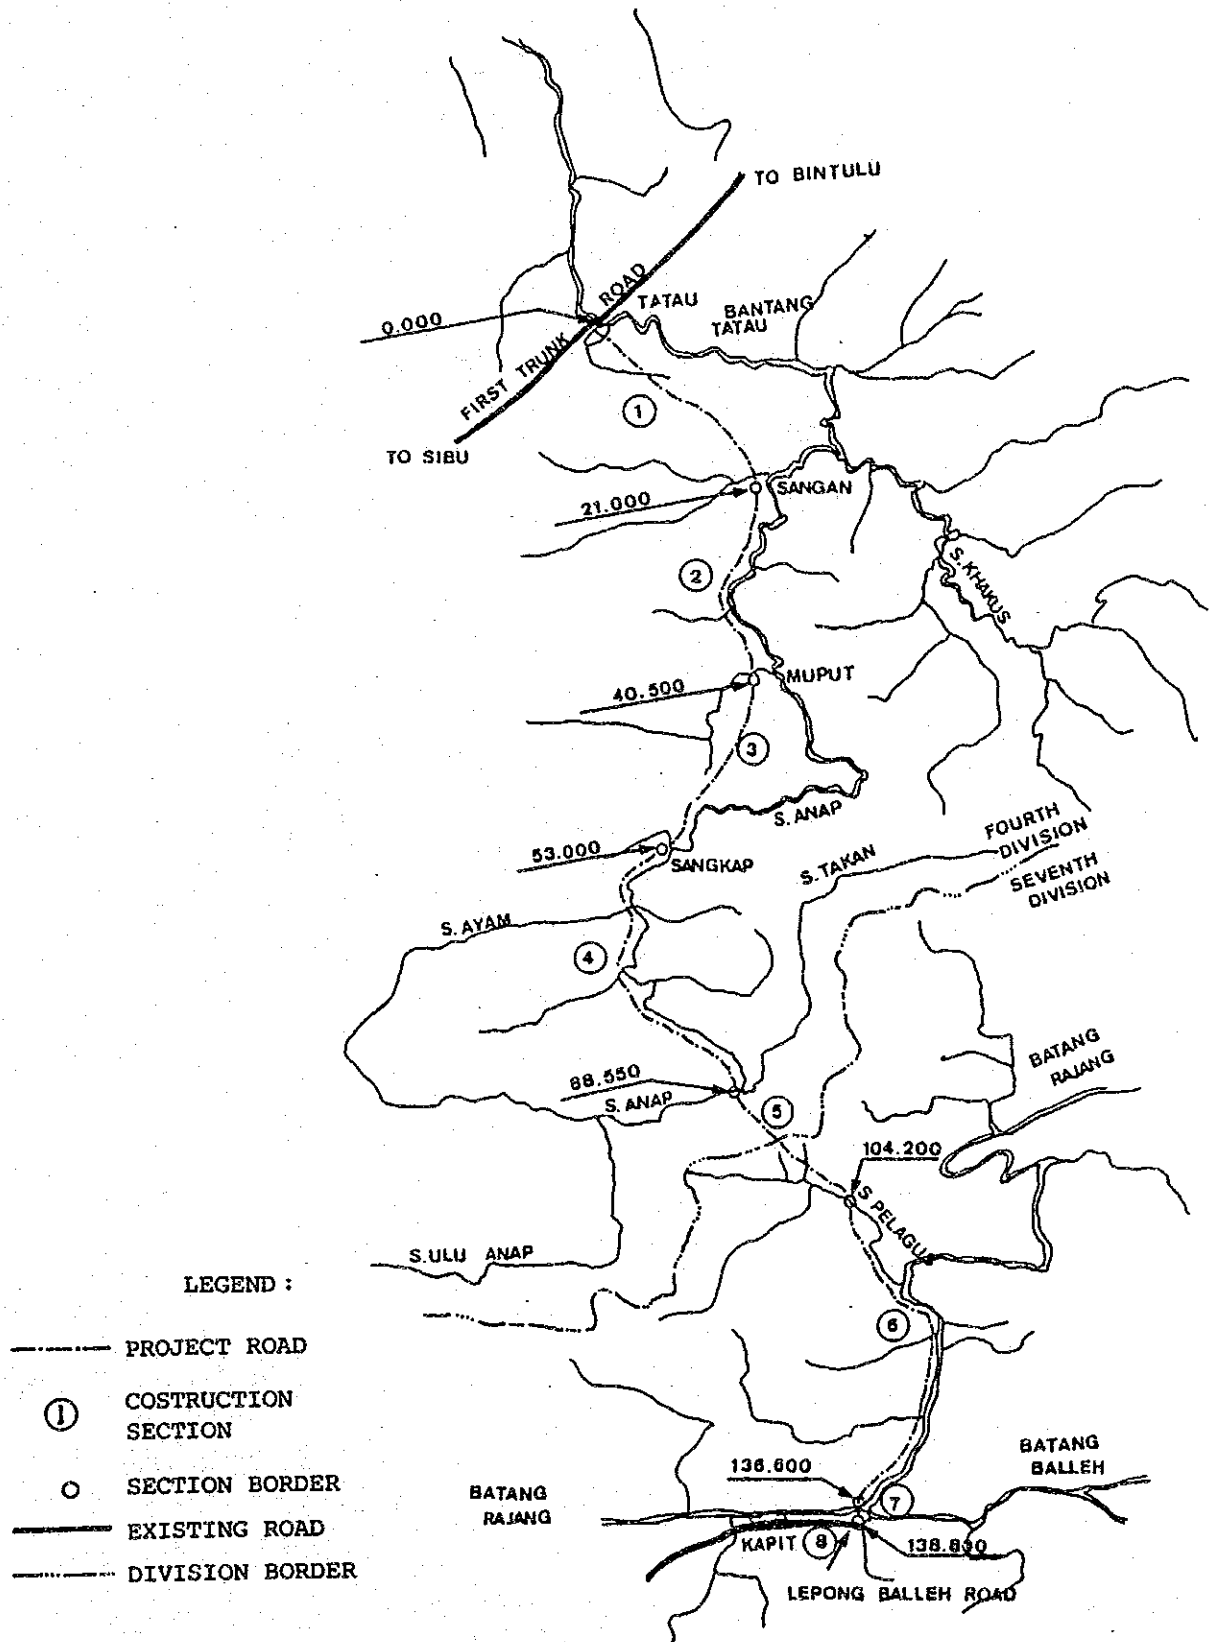 TO BINTULU
ROAD
TATAU
BANTANG
TATAU
0.000
FIRST TRUNK
1
TO SIBU
SANGAN
21.000
S. KHAKUS
2
MUPUT
40.500
3
S. ANAP
FOURTH
DIVISION
53.000
SANGKAP
S. TAKAN
SEVENTH
DIVISION
S. AYAM
4
BATANG
RAJANG
88.550
S. ANAP
5
104.200
S PELAGUS
S. ULU ANAP
LEGEND :
6
PROJECT ROAD
1
COSTRUCTION
SECTION
SECTION BORDER
EXISTING ROAD
DIVISION BORDER
136.600
BATANG
BALLEH
BATANG
RAJANG
7
KAPIT
8
138.800
LEPONG BALLEH ROAD